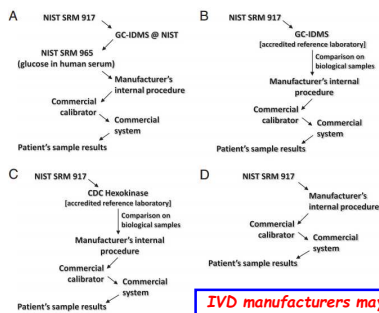 A
NIST SRM 917
GC-IDMS @ NIST
NIST SRM 965
(glucose in human serum)
Manufacturer's
internal procedure
Commercial
calibrator
Commercial
system
Patient's sample results
B
NIST SRM 917
GC-IDMS
[accredited reference laboratory]
Comparison on
biological samples
Manufacturer's internal
procedure
Commercial
calibrator
Commercial
system
Patient's sample results
C
NIST SRM 917
CDC Hexokinase
[accredited reference laboratory]
Comparison on
biological samples
Manufacturer's internal
procedure
Commercial
calibrator
Commercial
system
Patient's sample results
D
NIST SRM 917
Manufacturer's
internal procedure
Commercial
calibrator
Commercial
system
Patient's sample results
IVD manufacturers may